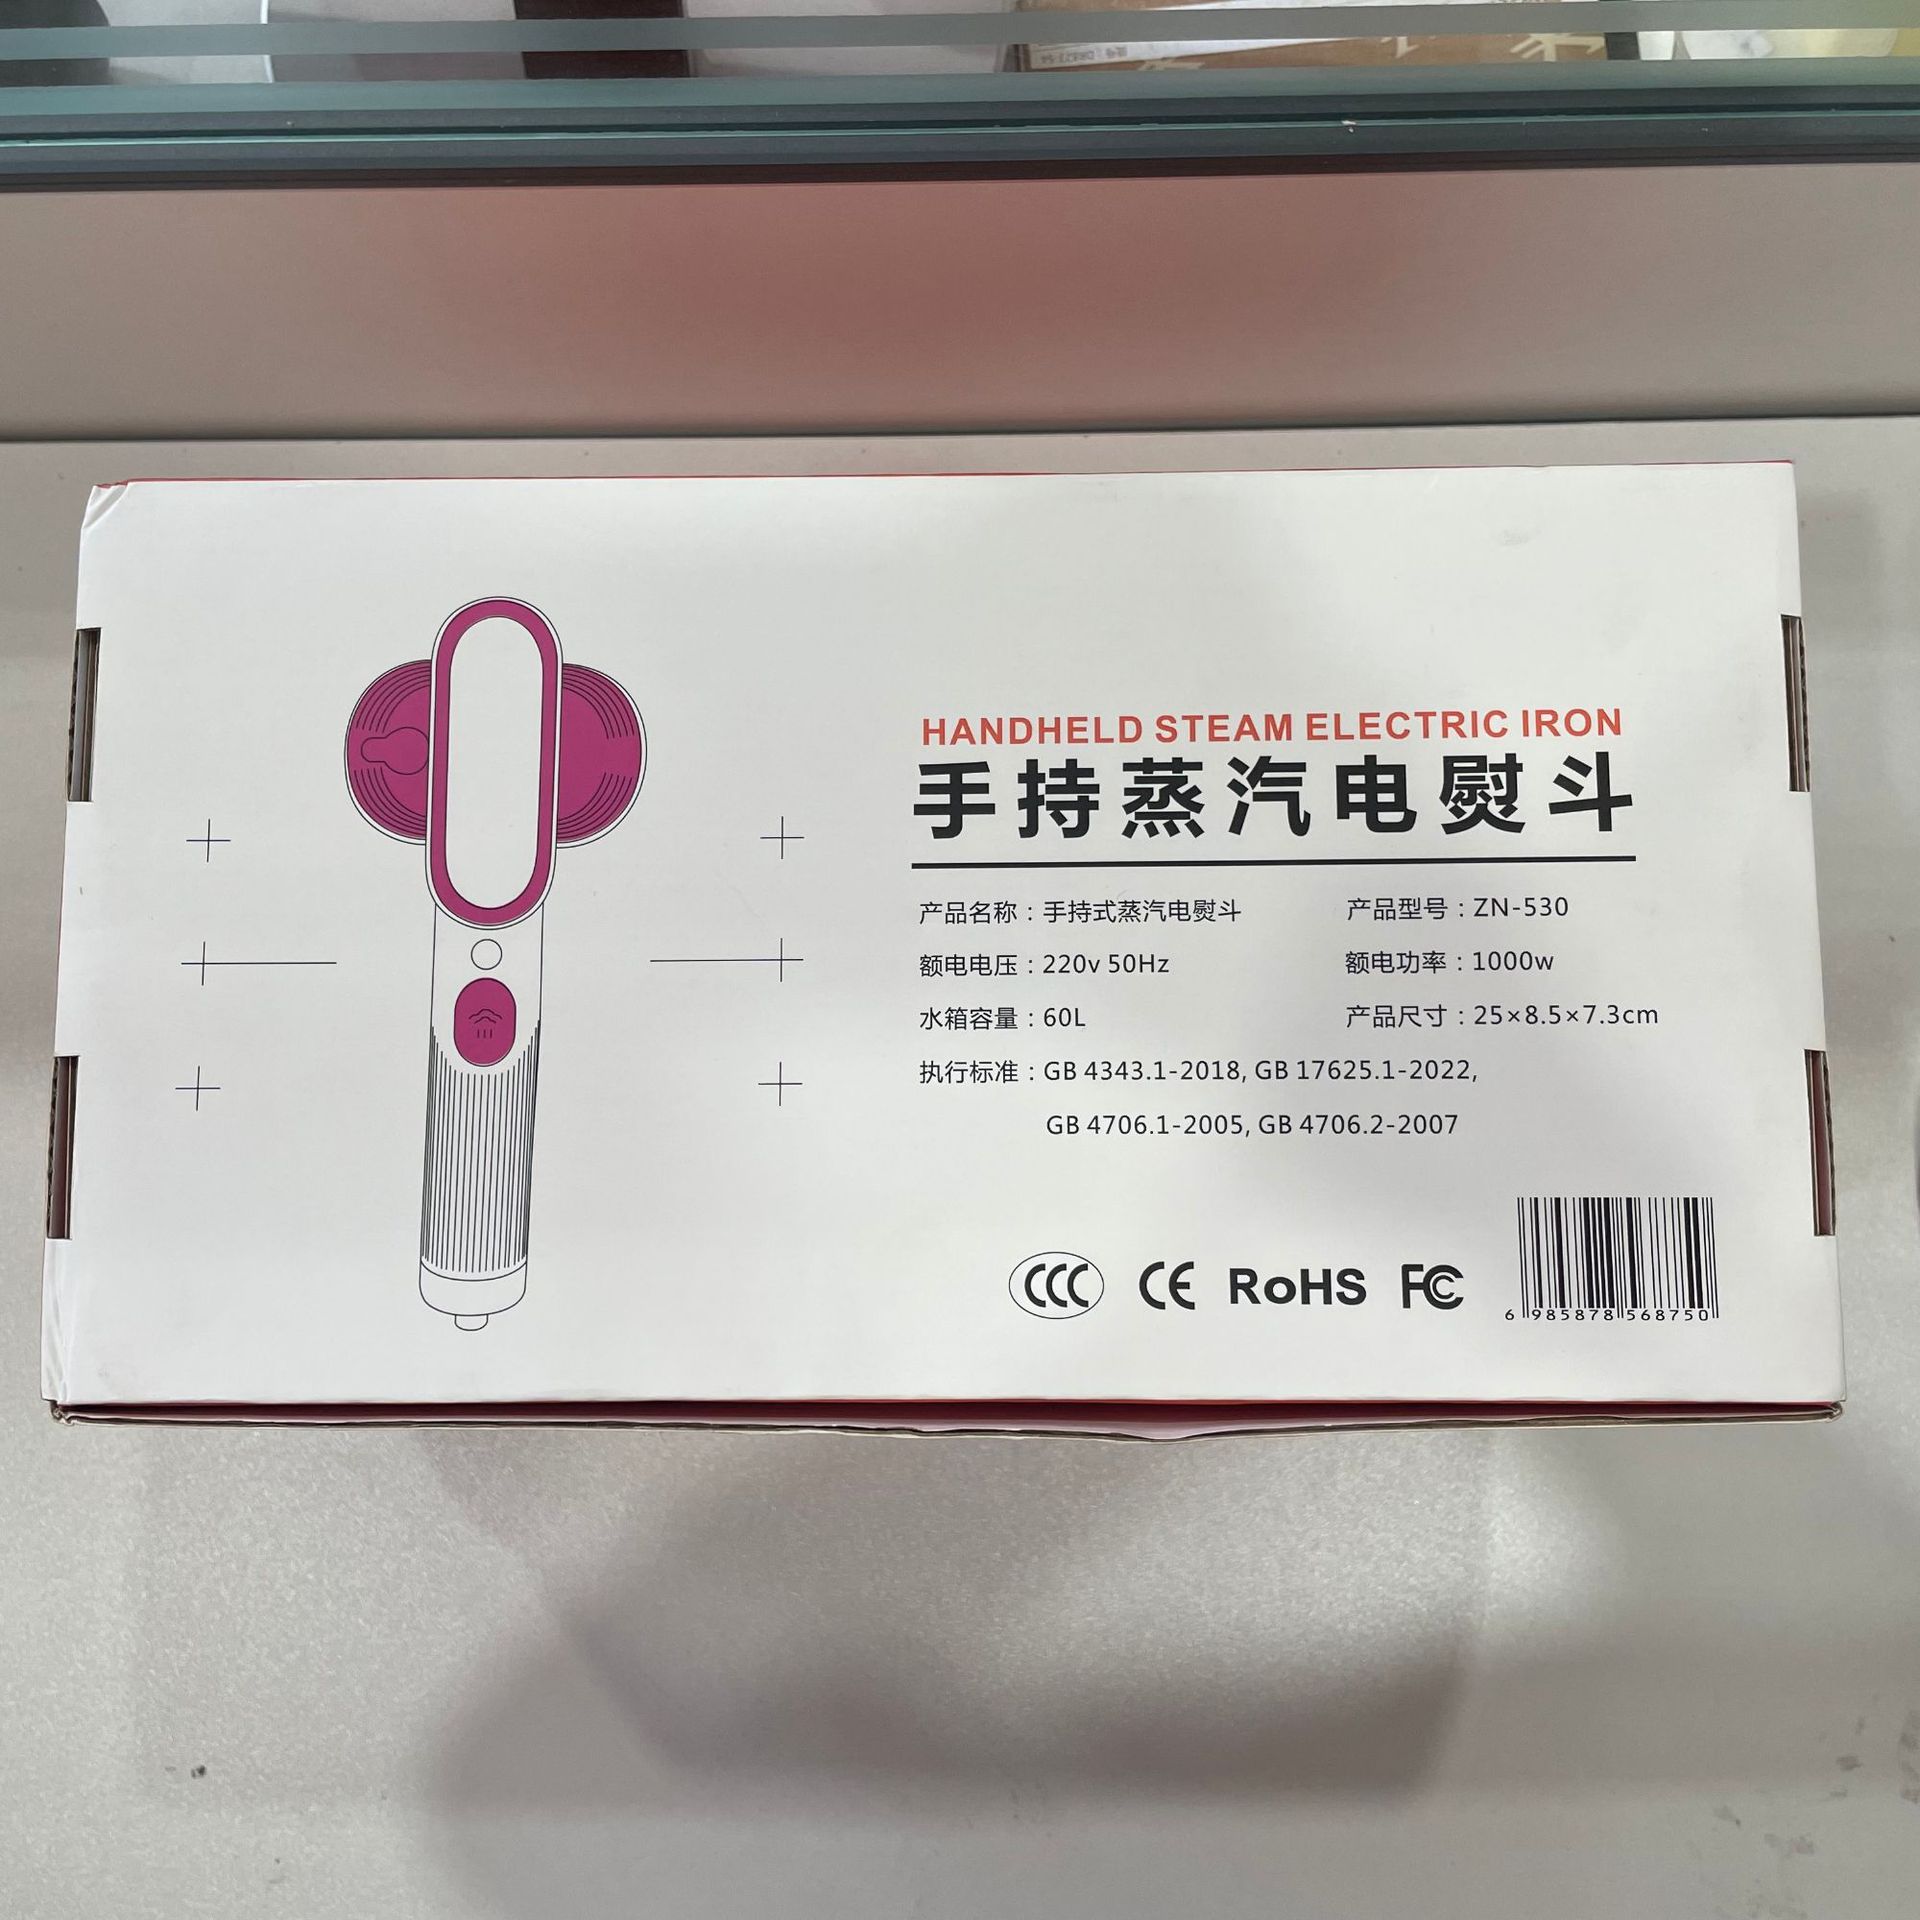 HANDHELD STEAM ELECTRIC IRON
手持蒸汽电熨斗
产品名称：手持式蒸汽电熨斗 产品型号：ZN-530
额电电压：220v 50Hz 额电功率：1000w
水箱容量：60L 产品尺寸：25×8.5×7.3cm
执行标准：GB 4343.1-2018, GB 17625.1-2022,
GB 4706.1-2005, GB 4706.2-2007
CCC CE RoHS FC
6 985878 568750